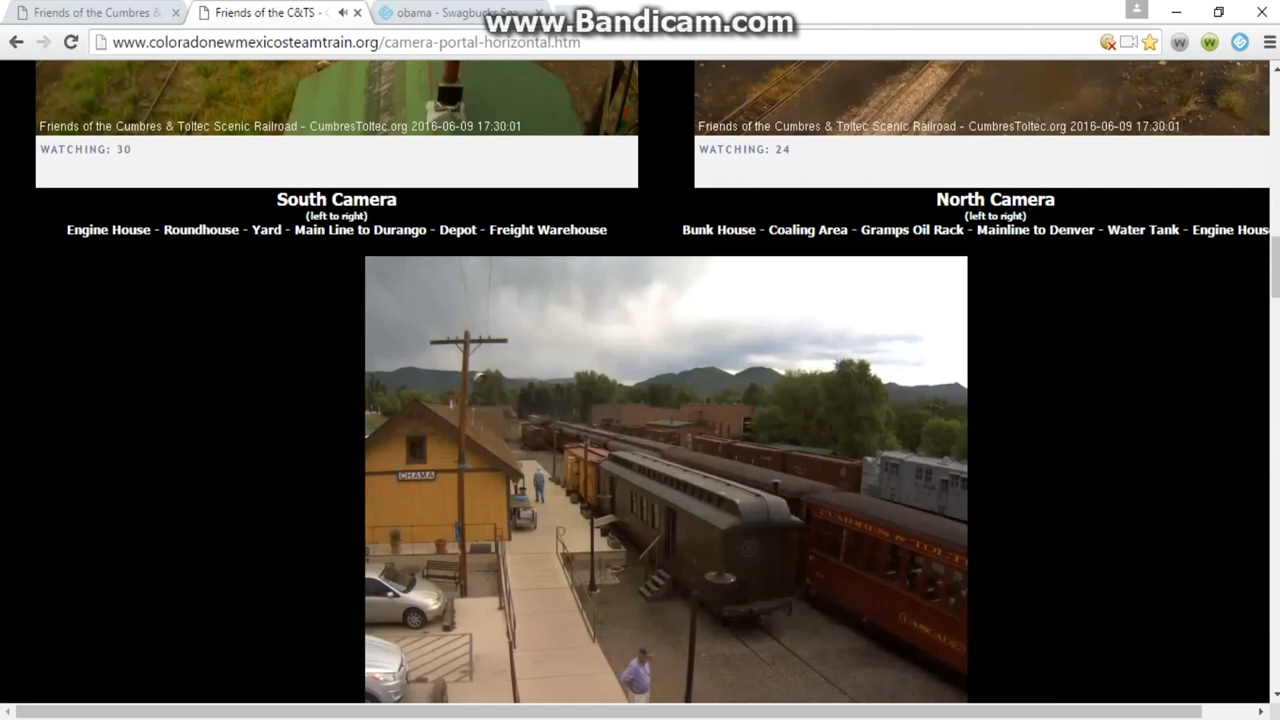 Friends of the Cumbres &
Friends of the C&TS -
obama - Swagbucks Sea
www.Bandicam.com
www.coloradonewmexicosteamtrain.org/camera-portal-horizontal.htm
Friends of the Cumbres & Toltec Scenic Railroad - CumbresToltec.org 2016-06-09 17:30:01
Friends of the Cumbres & Toltec Scenic Railroad - CumbresToltec.org 2016-06-09 17:30:01
WATCHING: 30
WATCHING: 24
South Camera
(left to right)
Engine House - Roundhouse - Yard - Main Line to Durango - Depot - Freight Warehouse
North Camera
(left to right)
Bunk House - Coaling Area - Gramps Oil Rack - Mainline to Denver - Water Tank - Engine Hous
CHAMA
CUMBRES & TOLTE
CASCADE